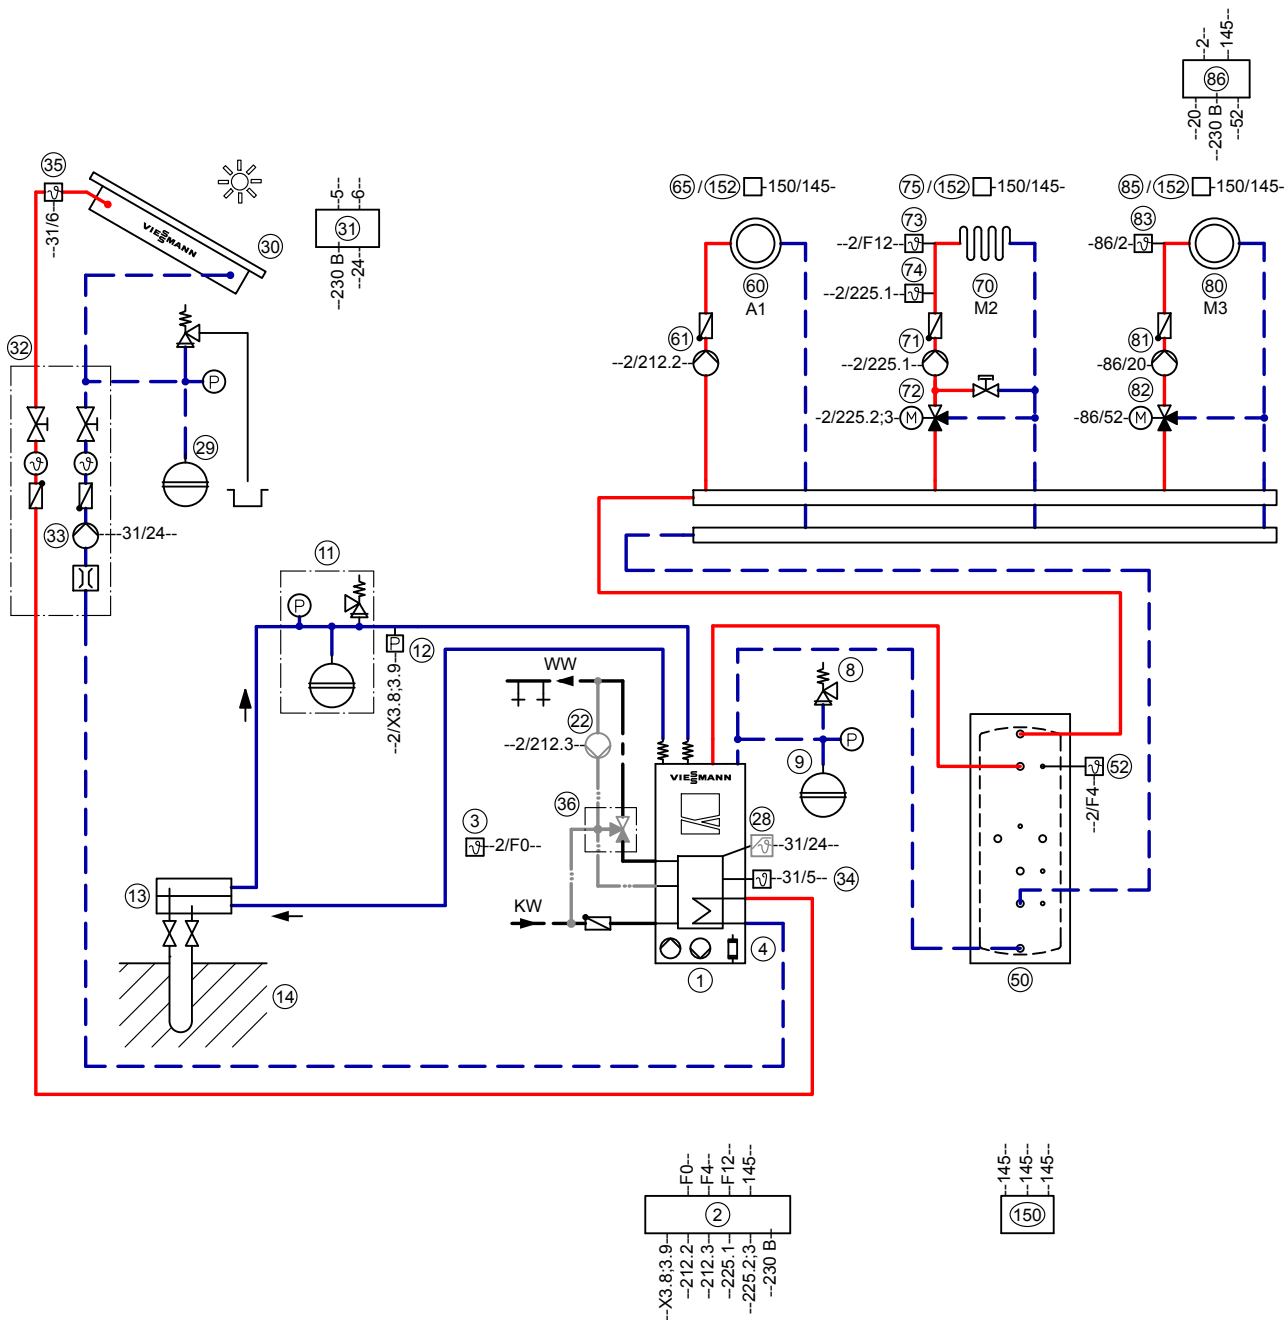 --2--
145--
86
--20--
--230 B--
--52--
35
--31/6--
VIESSMANN
30
--5--
--6--
31
--230 B--
--24--
65 / 152 -150/145-
75 / 152 -150/145-
85 / 152 -150/145-
73
--2/F12--
74
--2/225.1--
83
-86/2-
60
A1
70
M2
80
M3
61
--2/212.2--
71
--2/225.1--
72
-2/225.2;3- M
81
-86/20-
82
-86/52- M
32
P
29
33
---31/24--
11
P
P
12
--2/X3.8;3.9--
WW
22
--2/212.3--
8
P
9
VIESSMANN
52
--2/F4--
36
3
--2/F0--
28
--31/24--
--31/5-- 34
13
KW
4
1
14
50
--F0--
--F4--
--F12--
--145--
2
--X3.8;3.9
--212.2
--212.3
--225.1
--225.2;3
--230 B--
--145--
--145--
--145--
150